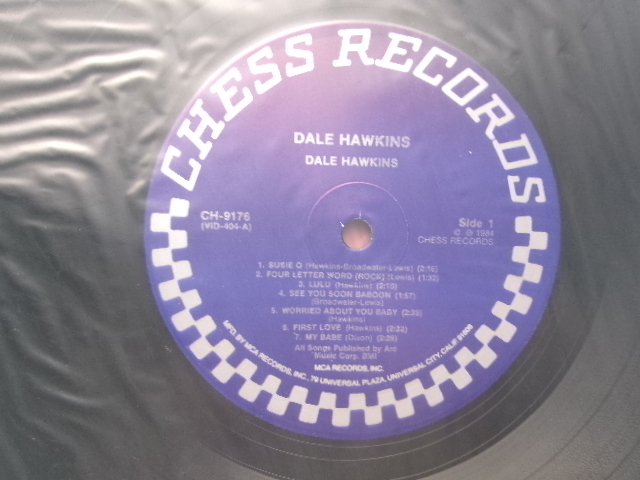 CHESS RECORDS
DALE HAWKINS
DALE HAWKINS
CH-9176
(VID-404-A)
Side 1
© ℗ 1984
CHESS RECORDS
1. SUSIE Q (Hawkins-Broadwater-Lewis) (2:16)
2. FOUR LETTER WORD (ROCK) (Lewis) (1:32)
3. LULU (Hawkins) (2:10)
4. SEE YOU SOON BABOON (1:57)
(Broadwater-Lewis)
5. WORRIED ABOUT YOU BABY (2:25)
(Hawkins)
6. FIRST LOVE (Hawkins) (2:22)
7. MY BABE (Dixon) (2:26)
All Songs Published by Arc
Music Corp. BMI
MCA RECORDS, INC.
MFG. BY MCA RECORDS, INC., 70 UNIVERSAL PLAZA, UNIVERSAL CITY, CALIF. 91608